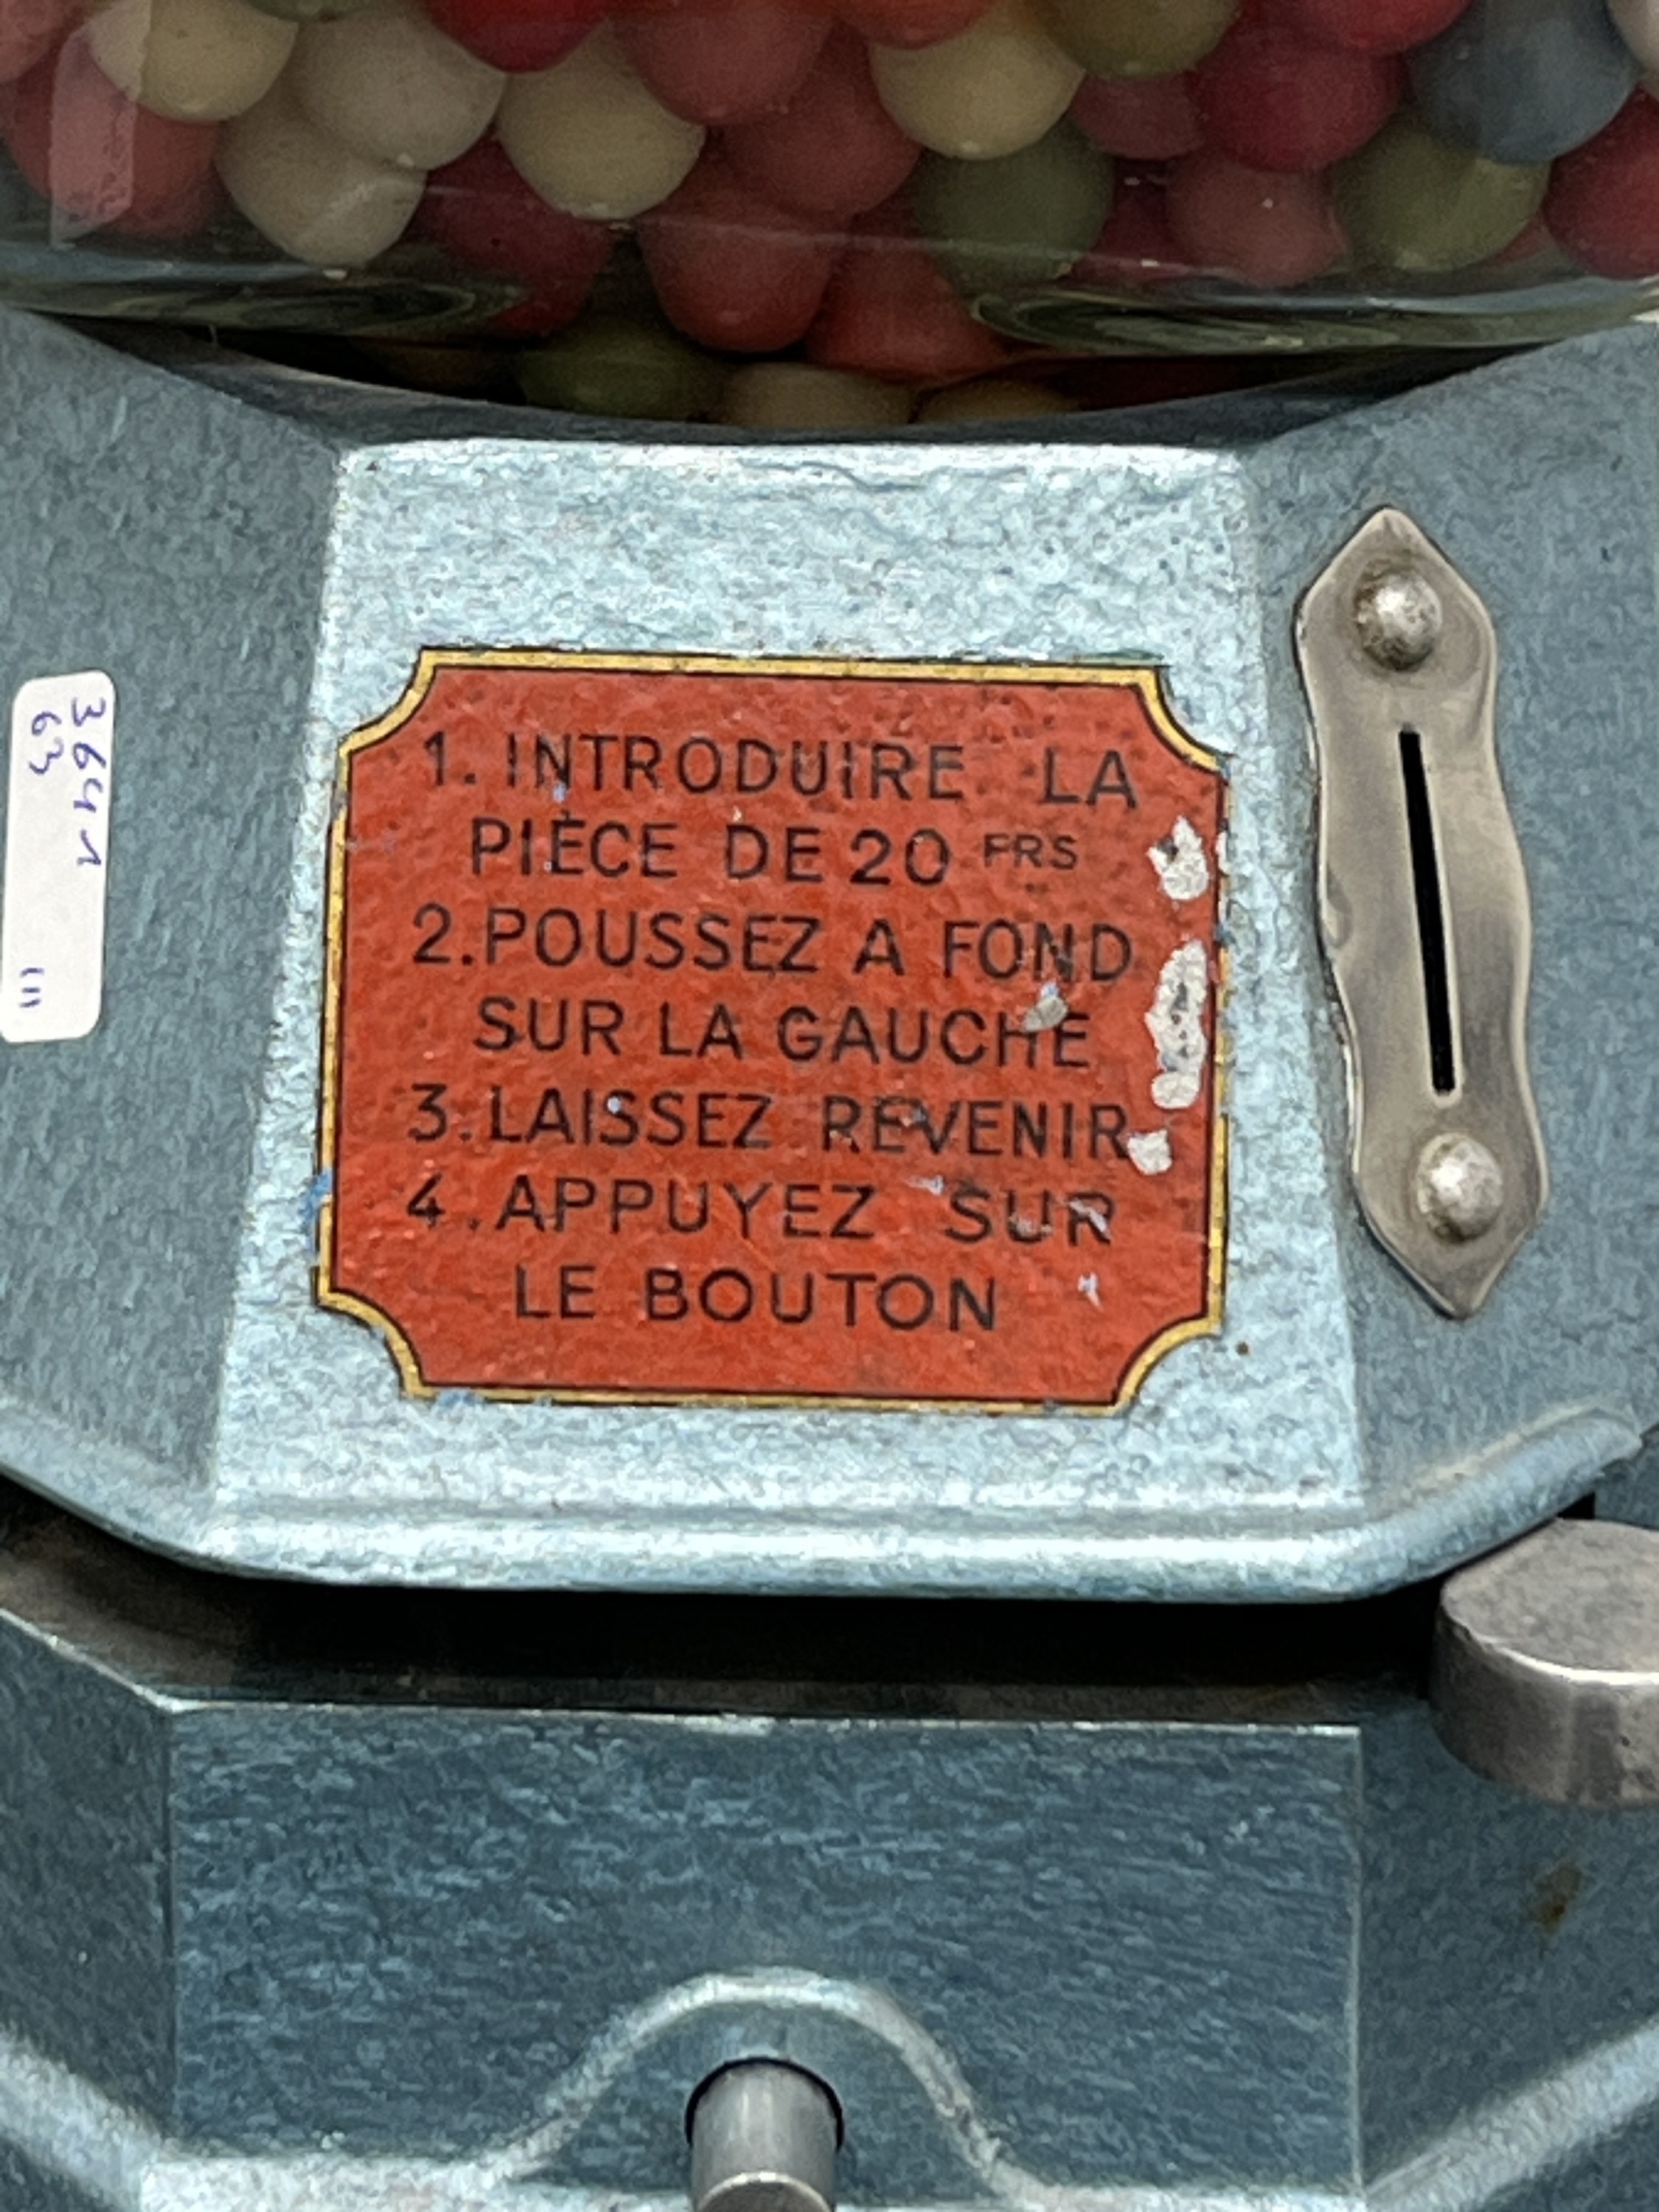 1. INTRODUIRE LA
PIÈCE DE 20 FRS
2. POUSSEZ A FOND
SUR LA GAUCHE
3. LAISSEZ REVENIR
4. APPUYEZ SUR
LE BOUTON
3641
63